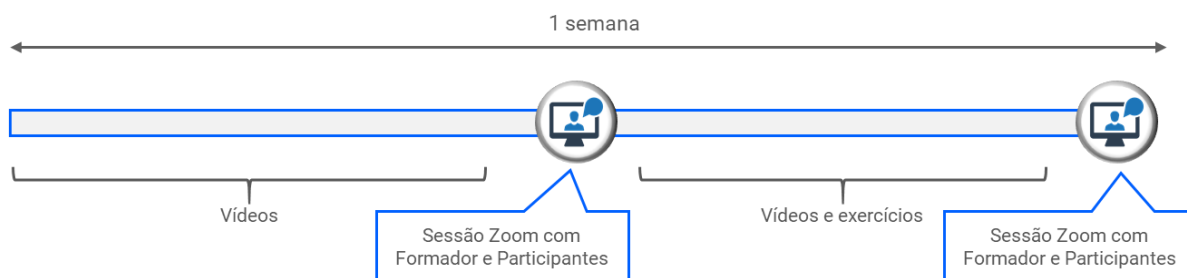 1 semana
Vídeos
Sessão Zoom com
Formador e Participantes
Vídeos e exercícios
Sessão Zoom com
Formador e Participantes